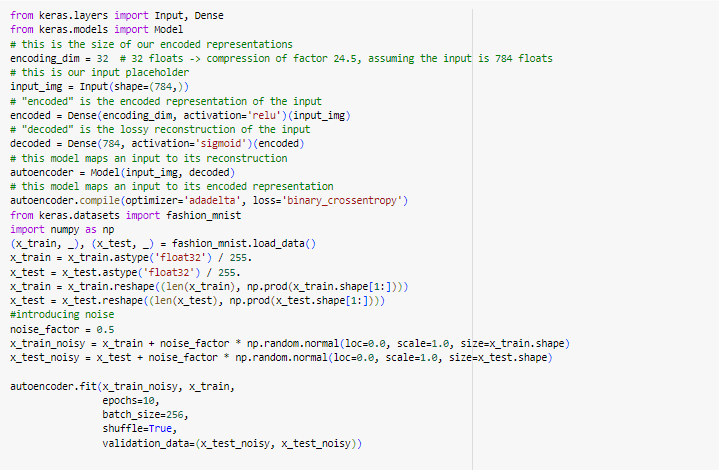 from keras.layers import Input, Dense
from keras.models import Model
# this is the size of our encoded representations
encoding_dim = 32  # 32 floats -> compression of factor 24.5, assuming the input is 784 floats
# this is our input placeholder
input_img = Input(shape=(784,))
# "encoded" is the encoded representation of the input
encoded = Dense(encoding_dim, activation='relu')(input_img)
# "decoded" is the lossy reconstruction of the input
decoded = Dense(784, activation='sigmoid')(encoded)
# this model maps an input to its reconstruction
autoencoder = Model(input_img, decoded)
# this model maps an input to its encoded representation
autoencoder.compile(optimizer='adadelta', loss='binary_crossentropy')
from keras.datasets import fashion_mnist
import numpy as np
(x_train, _), (x_test, _) = fashion_mnist.load_data()
x_train = x_train.astype('float32') / 255.
x_test = x_test.astype('float32') / 255.
x_train = x_train.reshape((len(x_train), np.prod(x_train.shape[1:])))
x_test = x_test.reshape((len(x_test), np.prod(x_test.shape[1:])))
#introducing noise
noise_factor = 0.5
x_train_noisy = x_train + noise_factor * np.random.normal(loc=0.0, scale=1.0, size=x_train.shape)
x_test_noisy = x_test + noise_factor * np.random.normal(loc=0.0, scale=1.0, size=x_test.shape)

autoencoder.fit(x_train_noisy, x_train,
                epochs=10,
                batch_size=256,
                shuffle=True,
                validation_data=(x_test_noisy, x_test_noisy))